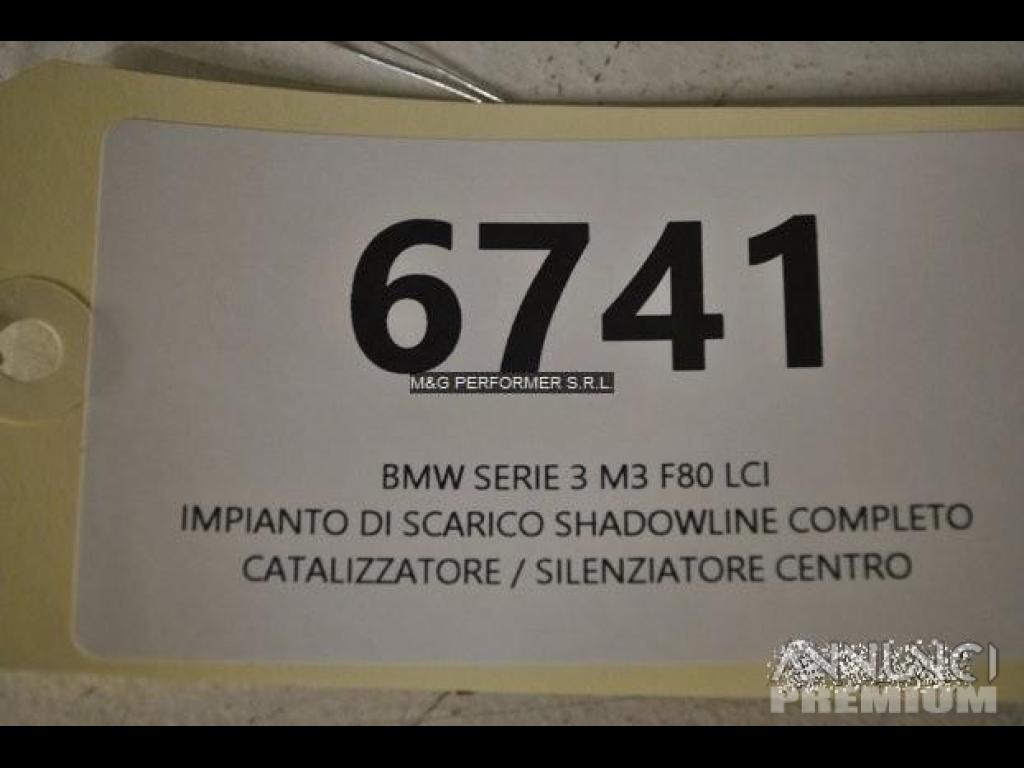 6741
M&G PERFORMER S.R.L.
BMW SERIE 3 M3 F80 LCI
IMPIANTO DI SCARICO SHADOWLINE COMPLETO
CATALIZZATORE / SILENZIATORE CENTRO
ANNUNCI
PREMIUM